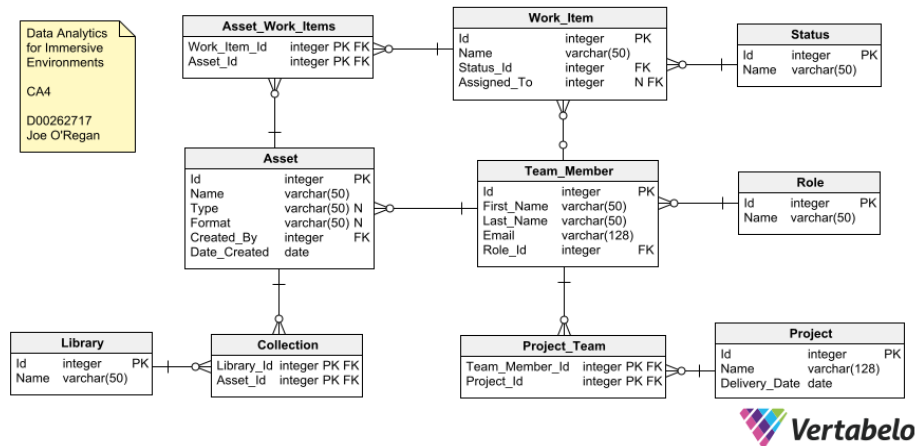 Data Analytics
for Immersive
Environments
CA4
D00262717
Joe O'Regan
Asset_Work_Items
Work_Item_Id integer PK FK
Asset_Id integer PK FK
Work_Item
Id integer PK
Name varchar(50)
Status_Id integer FK
Assigned_To integer N FK
Status
Id integer PK
Name varchar(50)
Asset
Id integer PK
Name varchar(50)
Type varchar(50) N
Format varchar(50) N
Created_By integer FK
Date_Created date
Team_Member
Id integer PK
First_Name varchar(50)
Last_Name varchar(50)
Email varchar(128)
Role_Id integer FK
Role
Id integer PK
Name varchar(50)
Library
Id integer PK
Name varchar(50)
Collection
Library_Id integer PK FK
Asset_Id integer PK FK
Project_Team
Team_Member_Id integer PK FK
Project_Id integer PK FK
Project
Id integer PK
Name varchar(128)
Delivery_Date date
Vertabelo